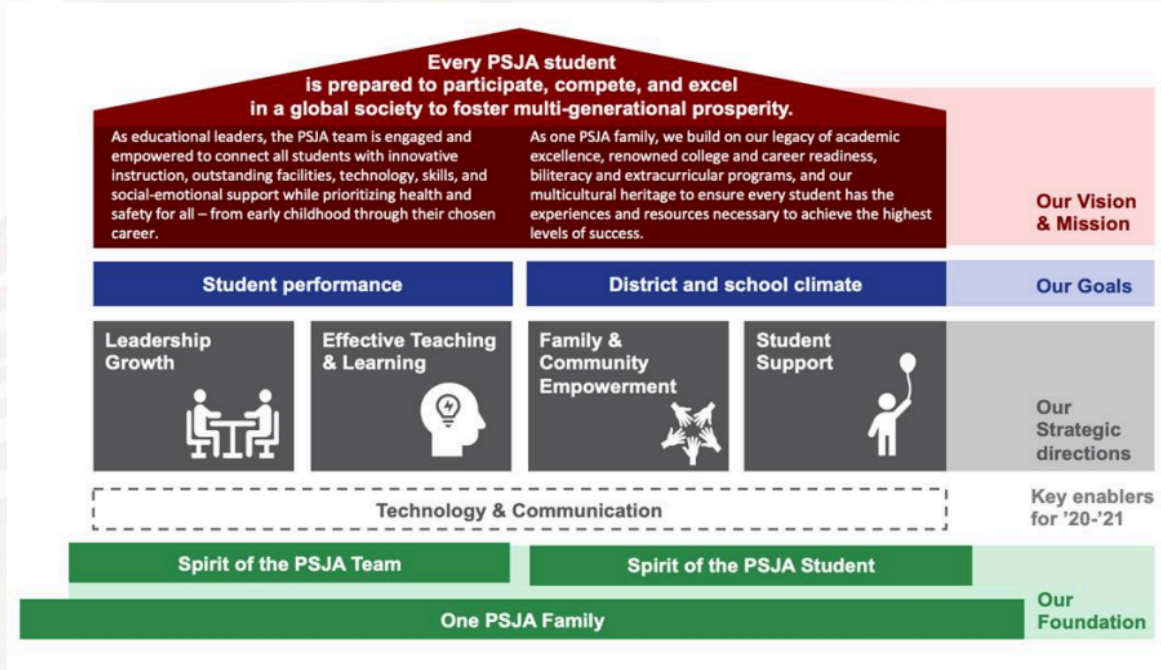 Every PSJA student
is prepared to participate, compete, and excel
in a global society to foster multi-generational prosperity.
As educational leaders, the PSJA team is engaged and
empowered to connect all students with innovative
instruction, outstanding facilities, technology, skills, and
social-emotional support while prioritizing health and
safety for all – from early childhood through their chosen
career.
As one PSJA family, we build on our legacy of academic
excellence, renowned college and career readiness,
biliteracy and extracurricular programs, and our
multicultural heritage to ensure every student has the
experiences and resources necessary to achieve the highest
levels of success.
Our Vision
& Mission
Student performance
District and school climate
Our Goals
Leadership
Growth
Effective Teaching
& Learning
Family &
Community
Empowerment
Student
Support
Our
Strategic
directions
Technology & Communication
Key enablers
for ’20-’21
Spirit of the PSJA Team
Spirit of the PSJA Student
One PSJA Family
Our
Foundation